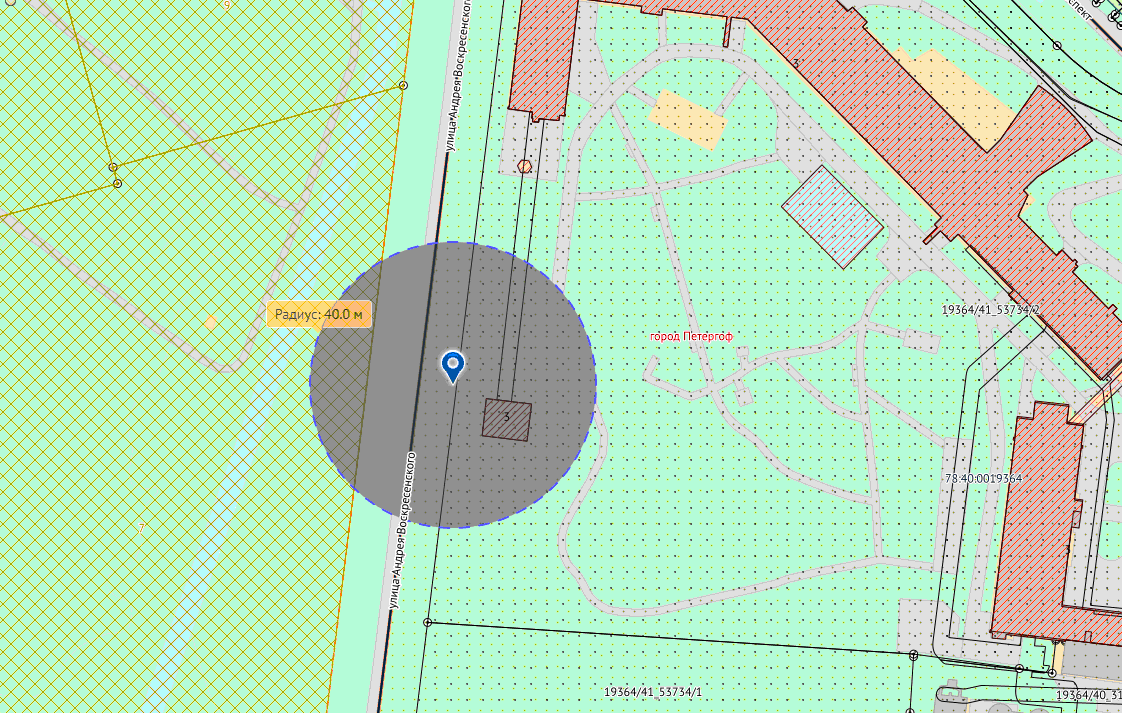 9
спект
улица•Андрея•Воскресенского
3
Радиус: 40.0 м
19364/41_53734/2
город Петергоф
3
78:40:0019364
улица•Андрея•Воскресенского
7
3
19364/41_53734/1
19364/40_31